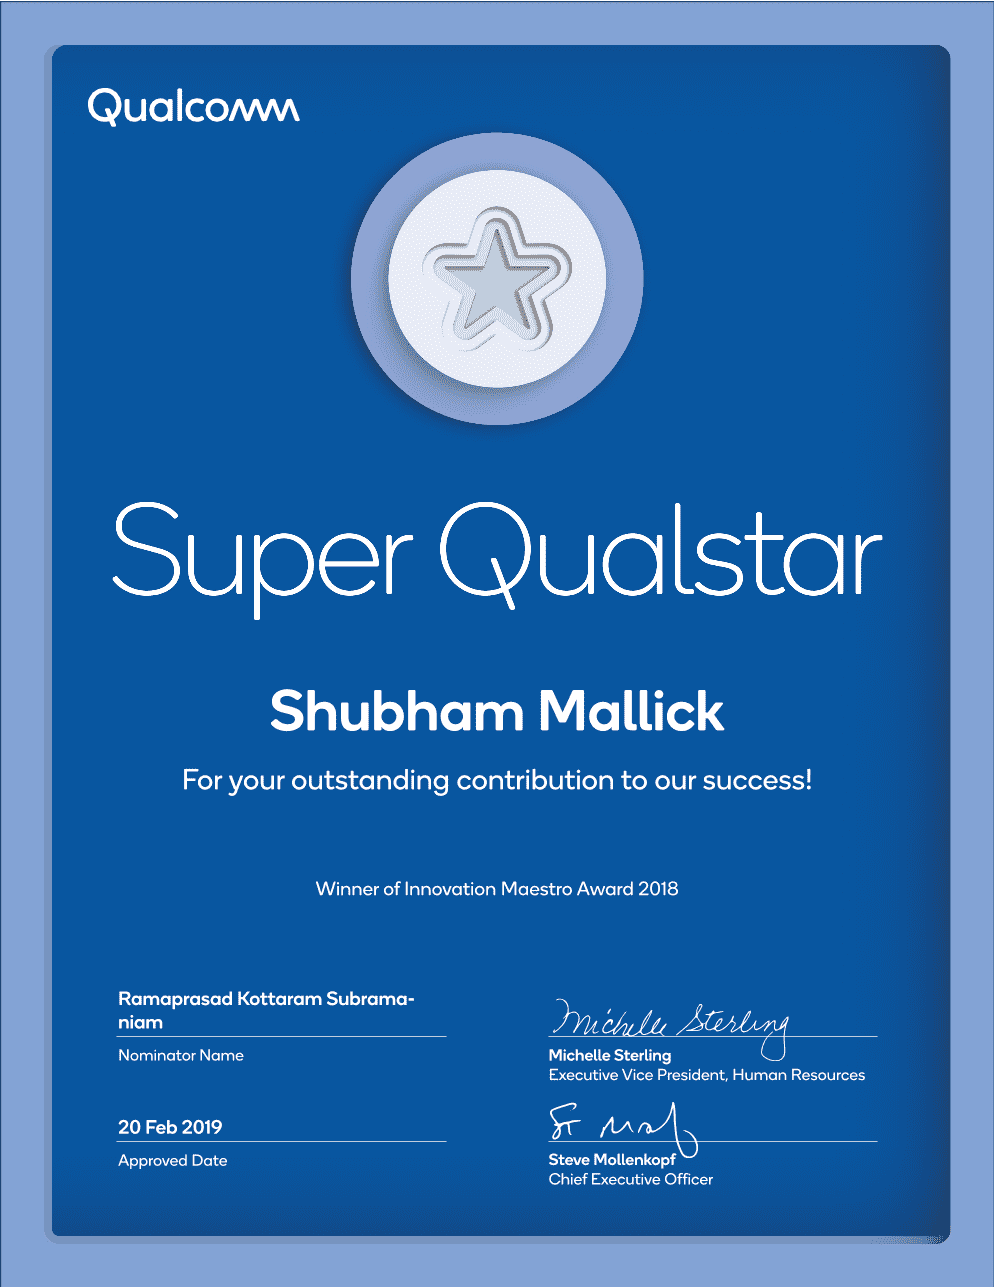 Qualcomm
Super Qualstar
Shubham Mallick
For your outstanding contribution to our success!
Winner of Innovation Maestro Award 2018
Ramaprasad Kottaram Subrama-
niam
Nominator Name
20 Feb 2019
Approved Date
Michelle Sterling
Michelle Sterling
Executive Vice President, Human Resources
Steve Mollenkopf
Chief Executive Officer